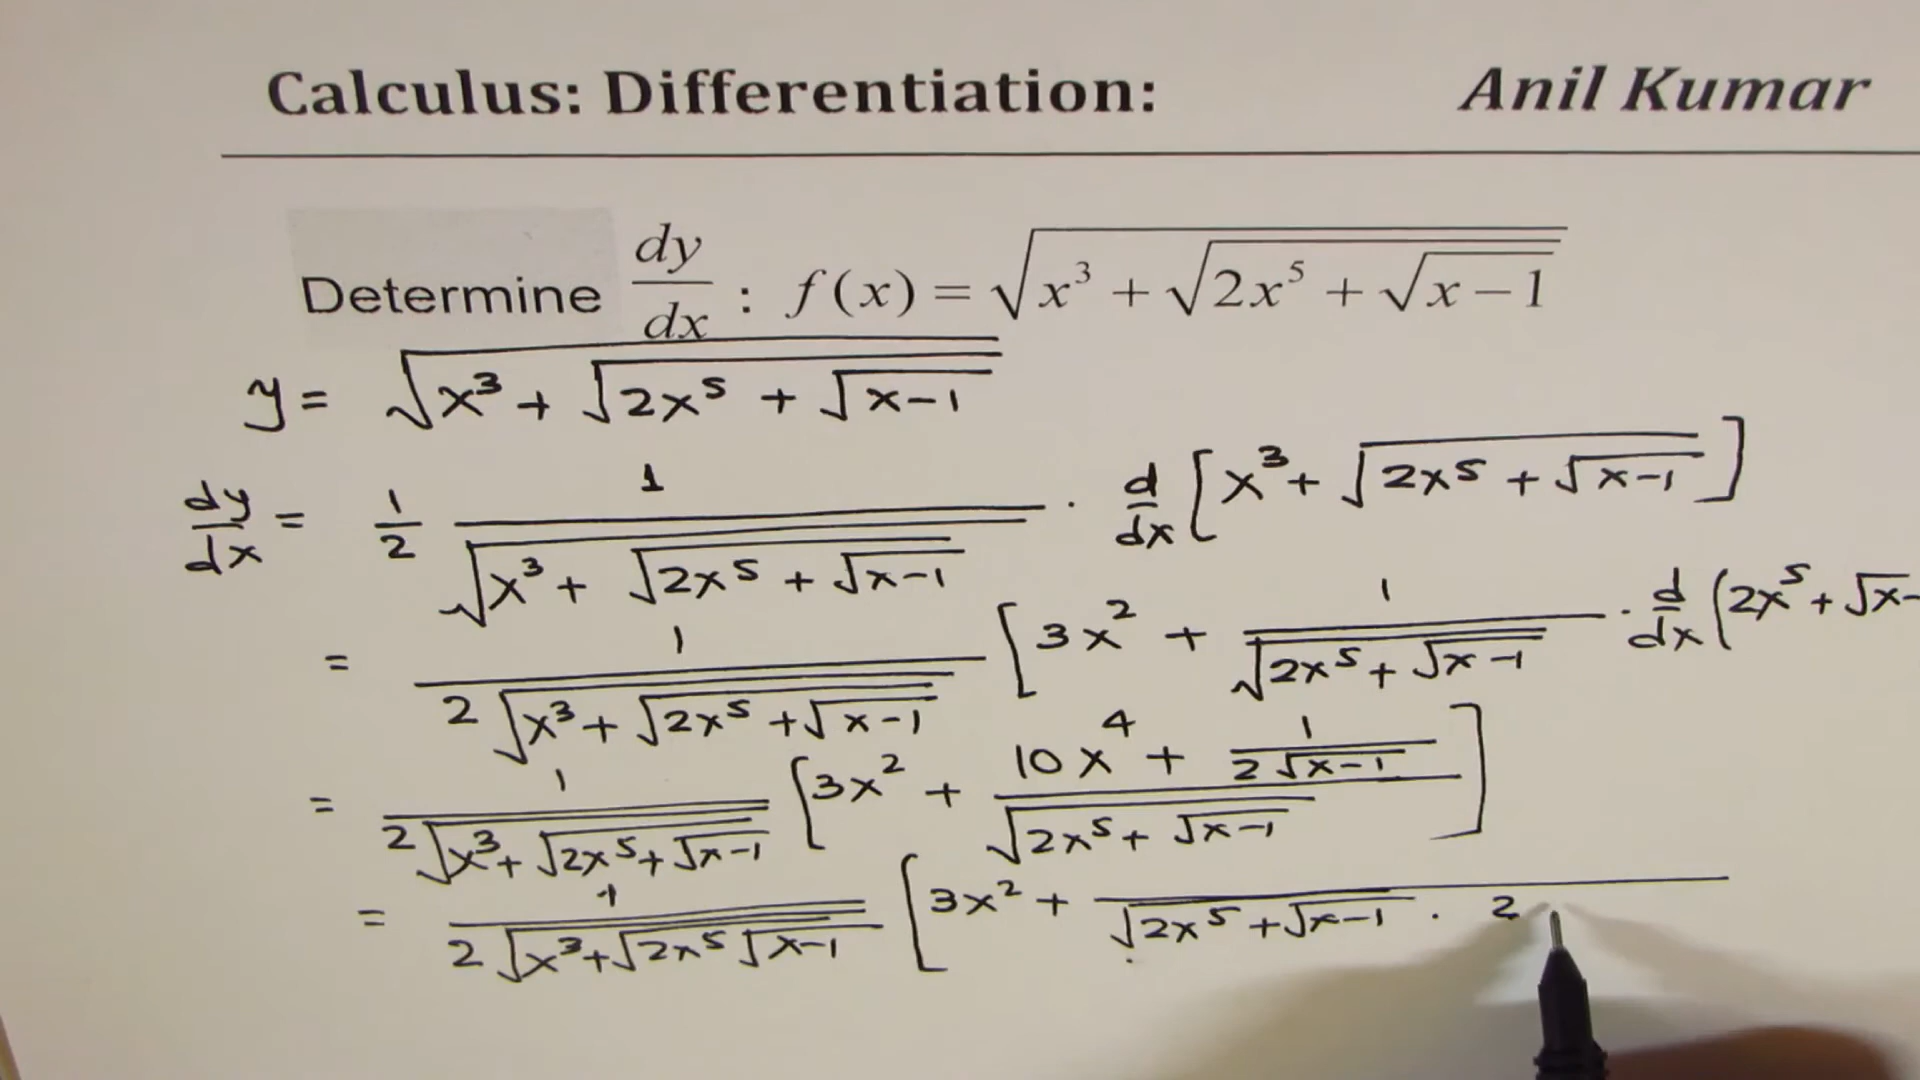 Calculus: Differentiation: Anil Kumar
Determine dy/dx : f(x) = √(x³ + √(2x⁵ + √(x−1)))
y = √(x³ + √(2x⁵ + √(x−1)))
dy/dx = 1/2 1/√(x³ + √(2x⁵ + √(x−1))) · d/dx [x³ + √(2x⁵ + √(x−1))]
= 1/(2√(x³ + √(2x⁵ + √(x−1)))) [3x² + 1/√(2x⁵ + √(x−1)) · d/dx (2x⁵ + √x−
= 1/(2√(x³ + √(2x⁵ + √(x−1)))) [3x² + (10x⁴ + 1/(2√(x−1)))/√(2x⁵ + √(x−1))]
= 1/(2√(x³ + √(2x⁵ √(x−1)))) [3x² + /√(2x⁵ + √(x−1)) · 2